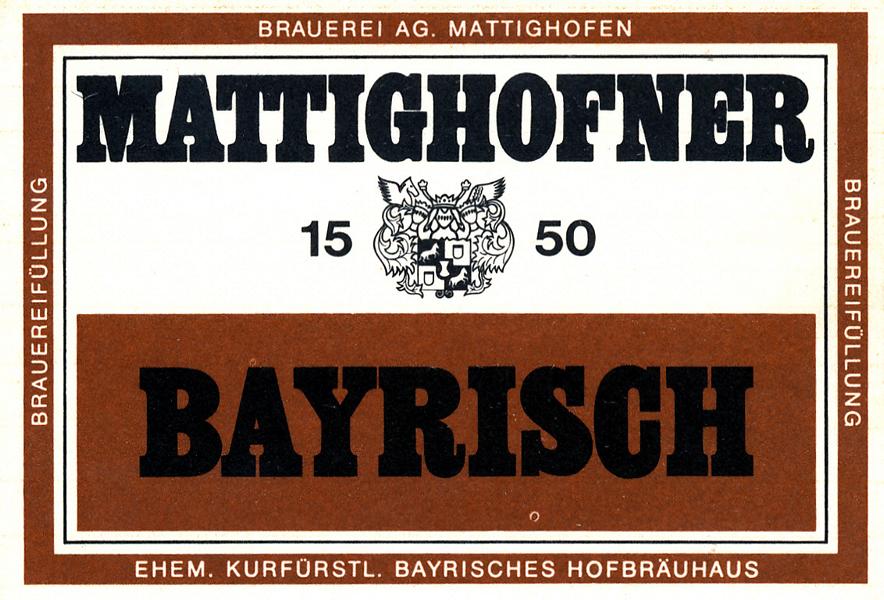 BRAUEREI AG. MATTIGHOFEN
MATTIGHOFNER
15 50
BAYRISCH
BRAUEREIFÜLLUNG
BRAUEREIFÜLLUNG
EHEM. KURFÜRSTL. BAYRISCHES HOFBRÄUHAUS